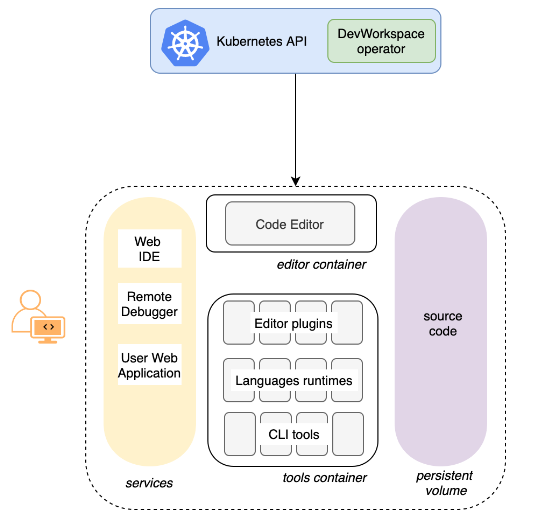 Kubernetes API
DevWorkspace
operator
Code Editor
editor container
Web
IDE
Remote
Debugger
User Web
Application
services
Editor plugins
Languages runtimes
CLI tools
tools container
source
code
persistent
volume